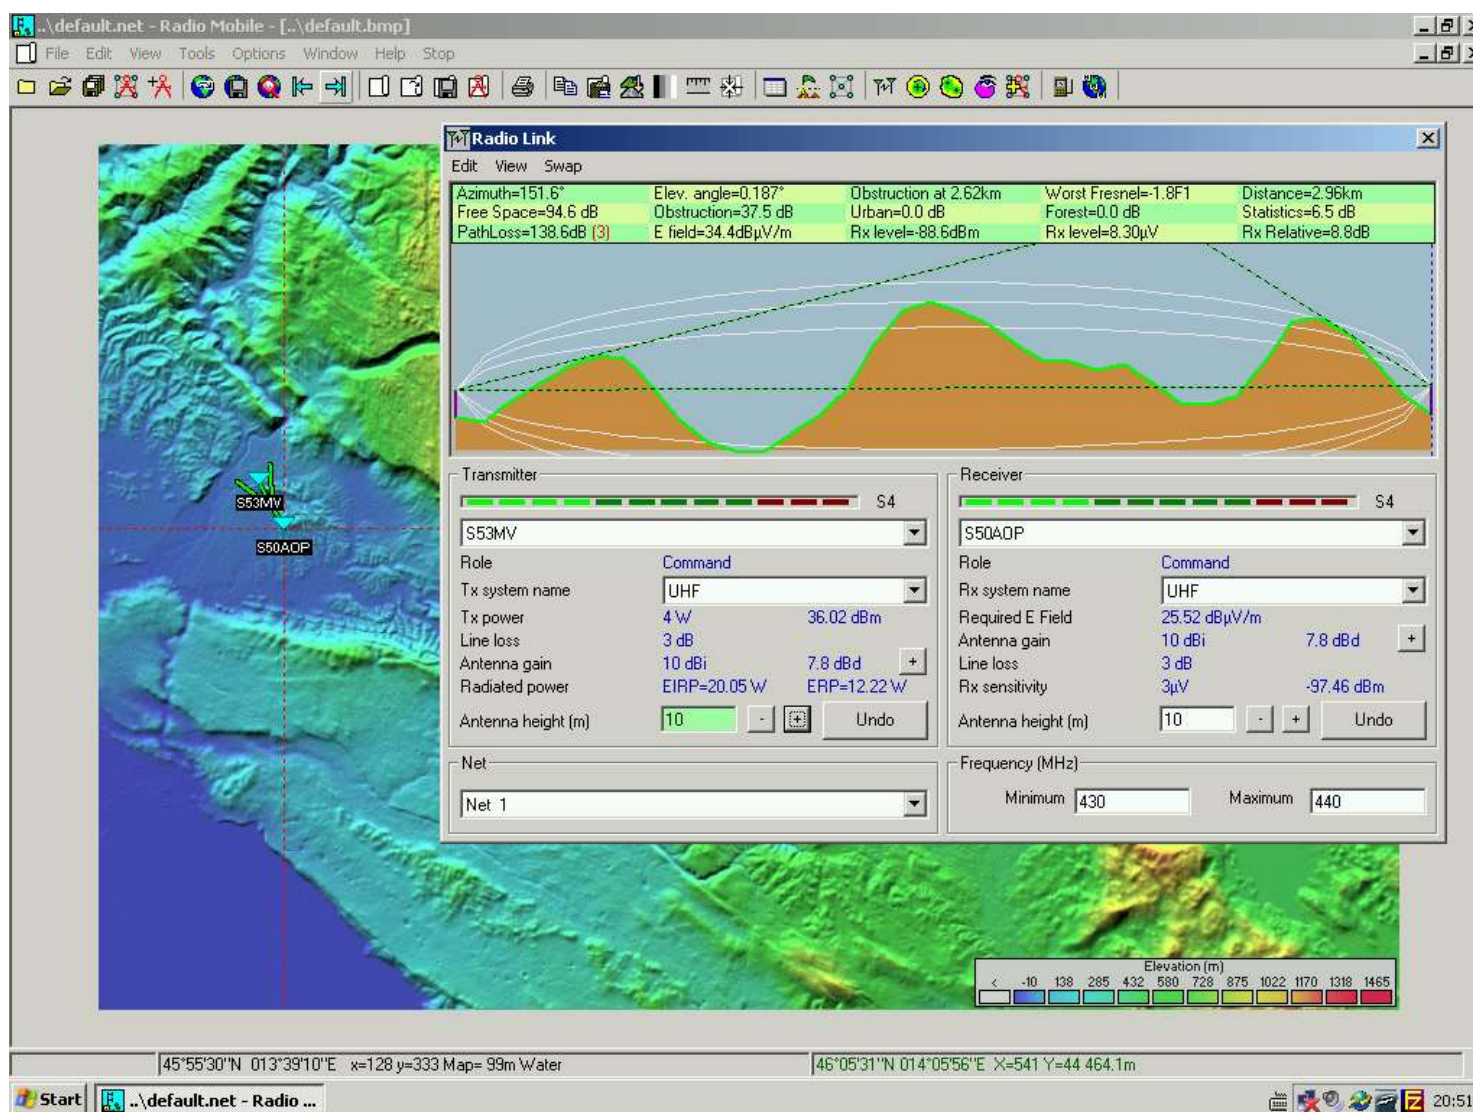 ..\default.net - Radio Mobile - [..\default.bmp]
File Edit View Tools Options Window Help Stop
Radio Link
Edit View Swap
Azimuth=151.6° Elev. angle=0.187° Obstruction at 2.62km Worst Fresnel=-1.8F1 Distance=2.96km
Free Space=94.6 dB Obstruction=37.5 dB Urban=0.0 dB Forest=0.0 dB Statistics=6.5 dB
PathLoss=138.6dB (3) E field=34.4dBµV/m Rx level=-88.6dBm Rx level=8.30µV Rx Relative=8.8dB
S53MV
S50AOP
Transmitter
S4
S53MV
Role Command
Tx system name UHF
Tx power 4 W 36.02 dBm
Line loss 3 dB
Antenna gain 10 dBi 7.8 dBd +
Radiated power EIRP=20.05 W ERP=12.22 W
Antenna height (m) 10 - + Undo
Receiver
S4
S50AOP
Role Command
Rx system name UHF
Required E Field 25.52 dBµV/m
Antenna gain 10 dBi 7.8 dBd +
Line loss 3 dB
Rx sensitivity 3µV -97.46 dBm
Antenna height (m) 10 - + Undo
Net
Net 1
Frequency (MHz)
Minimum 430 Maximum 440
Elevation (m)
< -10 138 285 432 580 728 875 1022 1170 1318 1465
45°55'30"N 013°39'10"E x=128 y=333 Map= 99m Water 46°05'31"N 014°05'56"E X=541 Y=44 464.1m
Start ..\default.net - Radio ... 20:51